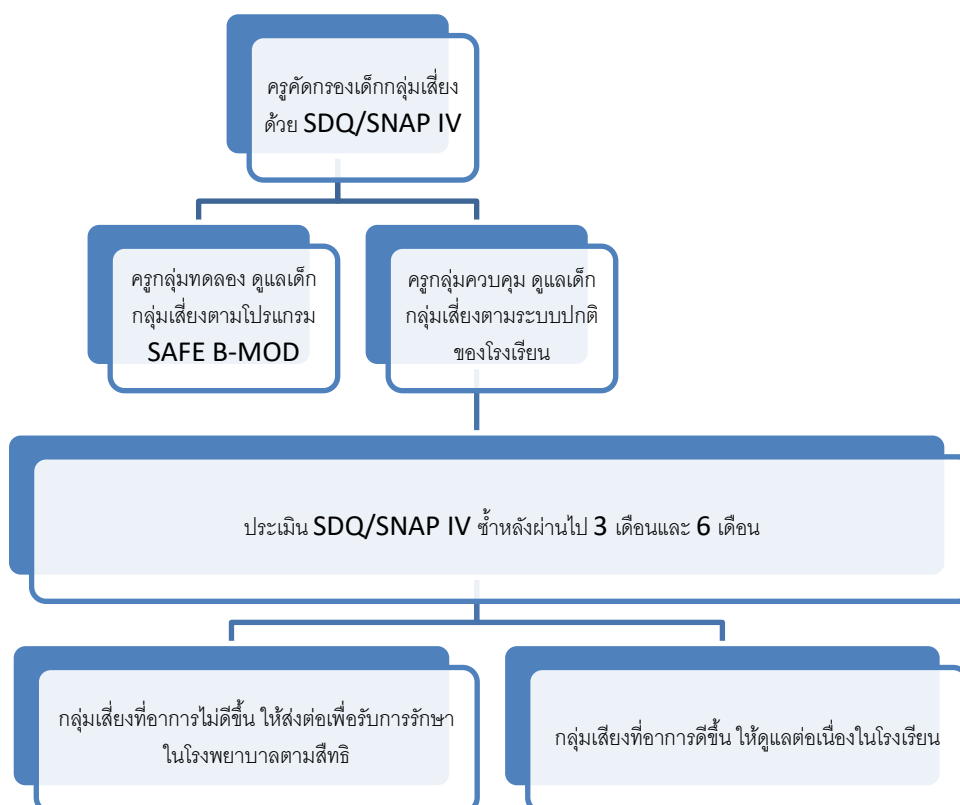 ครูคัดกรองเด็กกลุ่มเสี่ยง
ด้วย SDQ/SNAP IV
ครูกลุ่มทดลอง ดูแลเด็ก
กลุ่มเสี่ยงตามโปรแกรม
SAFE B-MOD
ครูกลุ่มควบคุม ดูแลเด็ก
กลุ่มเสี่ยงตามระบบปกติ
ของโรงเรียน
ประเมิน SDQ/SNAP IV ซ้ำหลังผ่านไป 3 เดือนและ 6 เดือน
กลุ่มเสี่ยงที่อาการไม่ดีขึ้น ให้ส่งต่อเพื่อรับการรักษา
ในโรงพยาบาลตามสิทธิ
กลุ่มเสียงที่อาการดีขึ้น ให้ดูแลต่อเนื่องในโรงเรียน